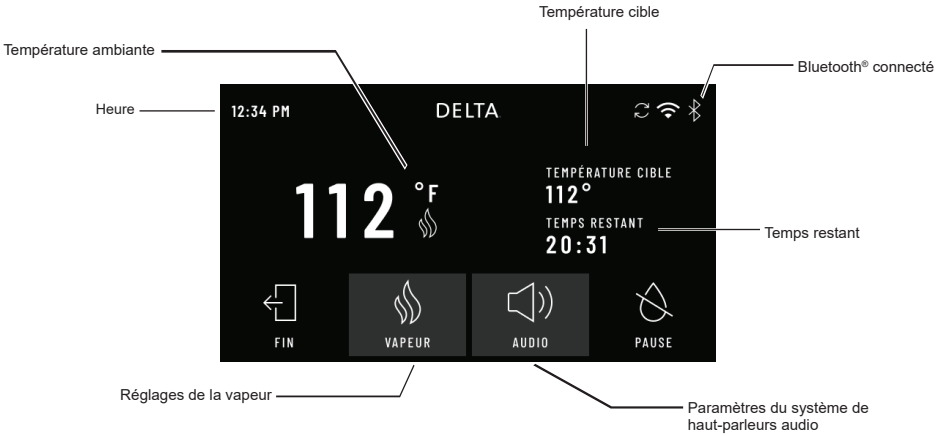 Température cible
Température ambiante
Bluetooth® connecté
Heure
12:34 PM
DELTA
TEMPÉRATURE CIBLE
112°
112 °F
TEMPS RESTANT
20:31
Temps restant
FIN
VAPEUR
AUDIO
PAUSE
Réglages de la vapeur
Paramètres du système de
haut-parleurs audio